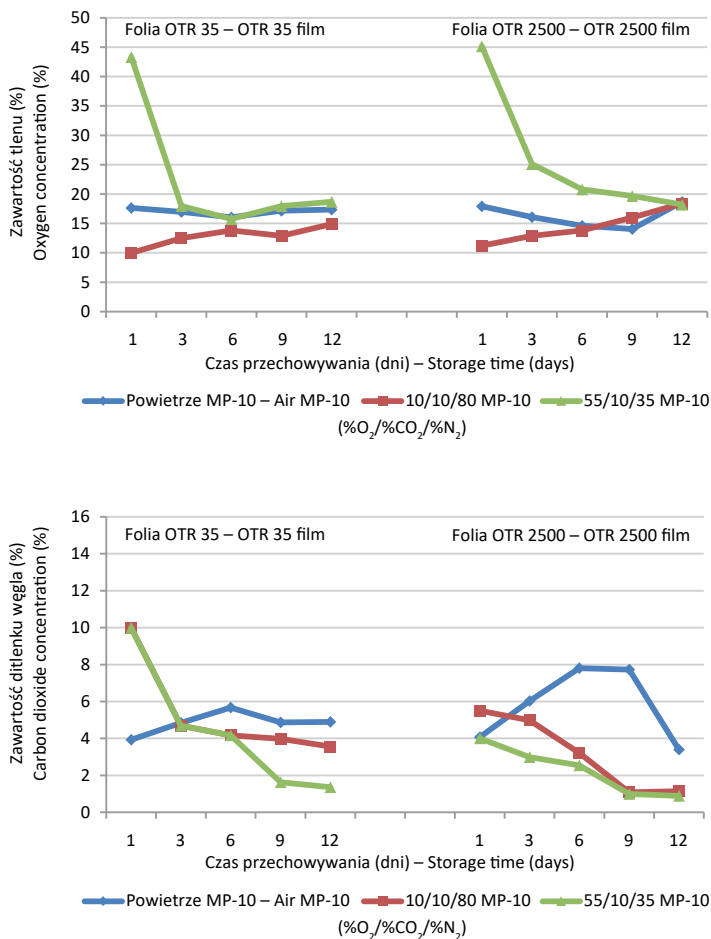 Folia OTR 35 – OTR 35 film
Folia OTR 2500 – OTR 2500 film
Zawartość tlenu (%)
Oxygen concentration (%)
50
45
40
35
30
25
20
15
10
5
0
1 3 6 9 12 1 3 6 9 12
Czas przechowywania (dni) – Storage time (days)
Powietrze MP-10 – Air MP-10 10/10/80 MP-10 55/10/35 MP-10
(%O₂/%CO₂/%N₂)
Folia OTR 35 – OTR 35 film
Folia OTR 2500 – OTR 2500 film
Zawartość ditlenku węgla (%)
Carbon dioxide concentration (%)
16
14
12
10
8
6
4
2
0
1 3 6 9 12 1 3 6 9 12
Czas przechowywania (dni) – Storage time (days)
Powietrze MP-10 – Air MP-10 10/10/80 MP-10 55/10/35 MP-10
(%O₂/%CO₂/%N₂)